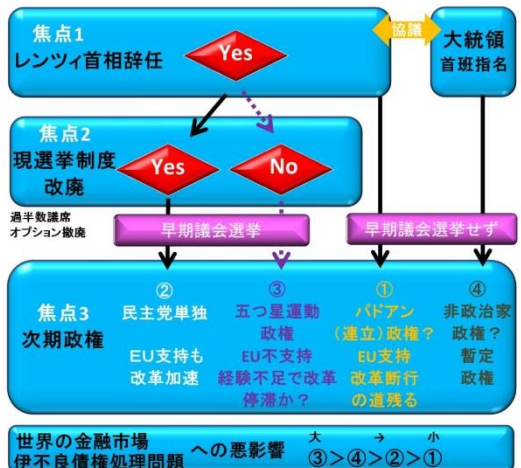 焦点1
レンツィ首相辞任
Yes
協議
大統領
首班指名
焦点2
現選挙制度
改廃
Yes
No
過半数議席
オプション撤廃
早期議会選挙
早期議会選挙せず
焦点3
次期政権
②
民主党単独
EU支持も
改革加速
③
五つ星運動
政権
EU不支持
経験不足で改革
停滞か？
①
パドアン
（連立）政権？
EU支持
改革断行
の道残る
④
非政治家
政権？
暫定
政権
世界の金融市場
伊不良債権処理問題
への悪影響
大 → 小
③>④>②>①